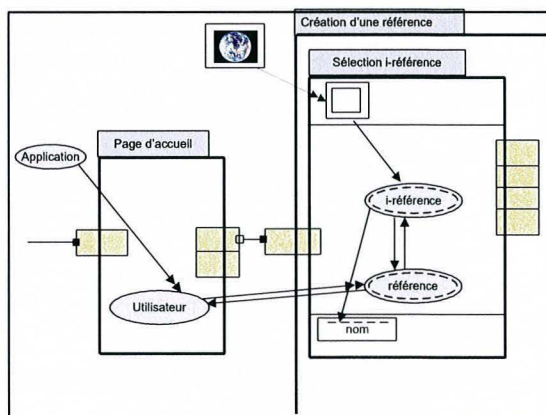 Création d'une référence
Sélection i-référence
Page d'accueil
Application
i-référence
référence
Utilisateur
nom